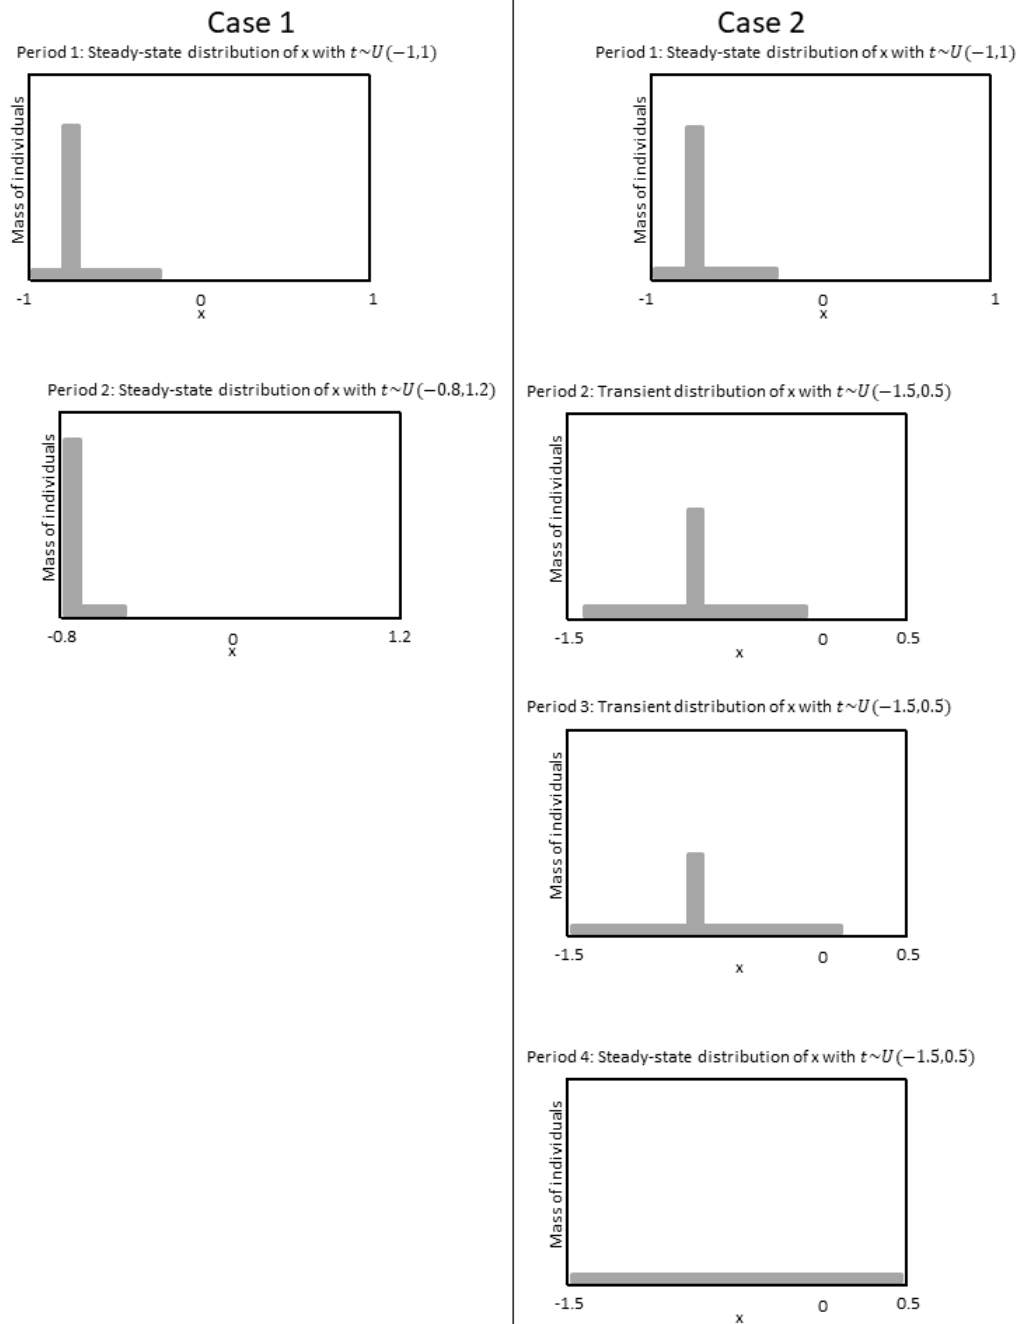 Case 1
Period 1: Steady-state distribution of x with t~U(−1,1)
Mass of individuals
-1
0
1
x
Period 2: Steady-state distribution of x with t~U(−0.8,1.2)
Mass of individuals
-0.8
0
1.2
x
Case 2
Period 1: Steady-state distribution of x with t~U(−1,1)
Mass of individuals
-1
0
1
x
Period 2: Transient distribution of x with t~U(−1.5,0.5)
Mass of individuals
-1.5
0
0.5
x
Period 3: Transient distribution of x with t~U(−1.5,0.5)
Mass of individuals
-1.5
0
0.5
x
Period 4: Steady-state distribution of x with t~U(−1.5,0.5)
Mass of individuals
-1.5
0
0.5
x